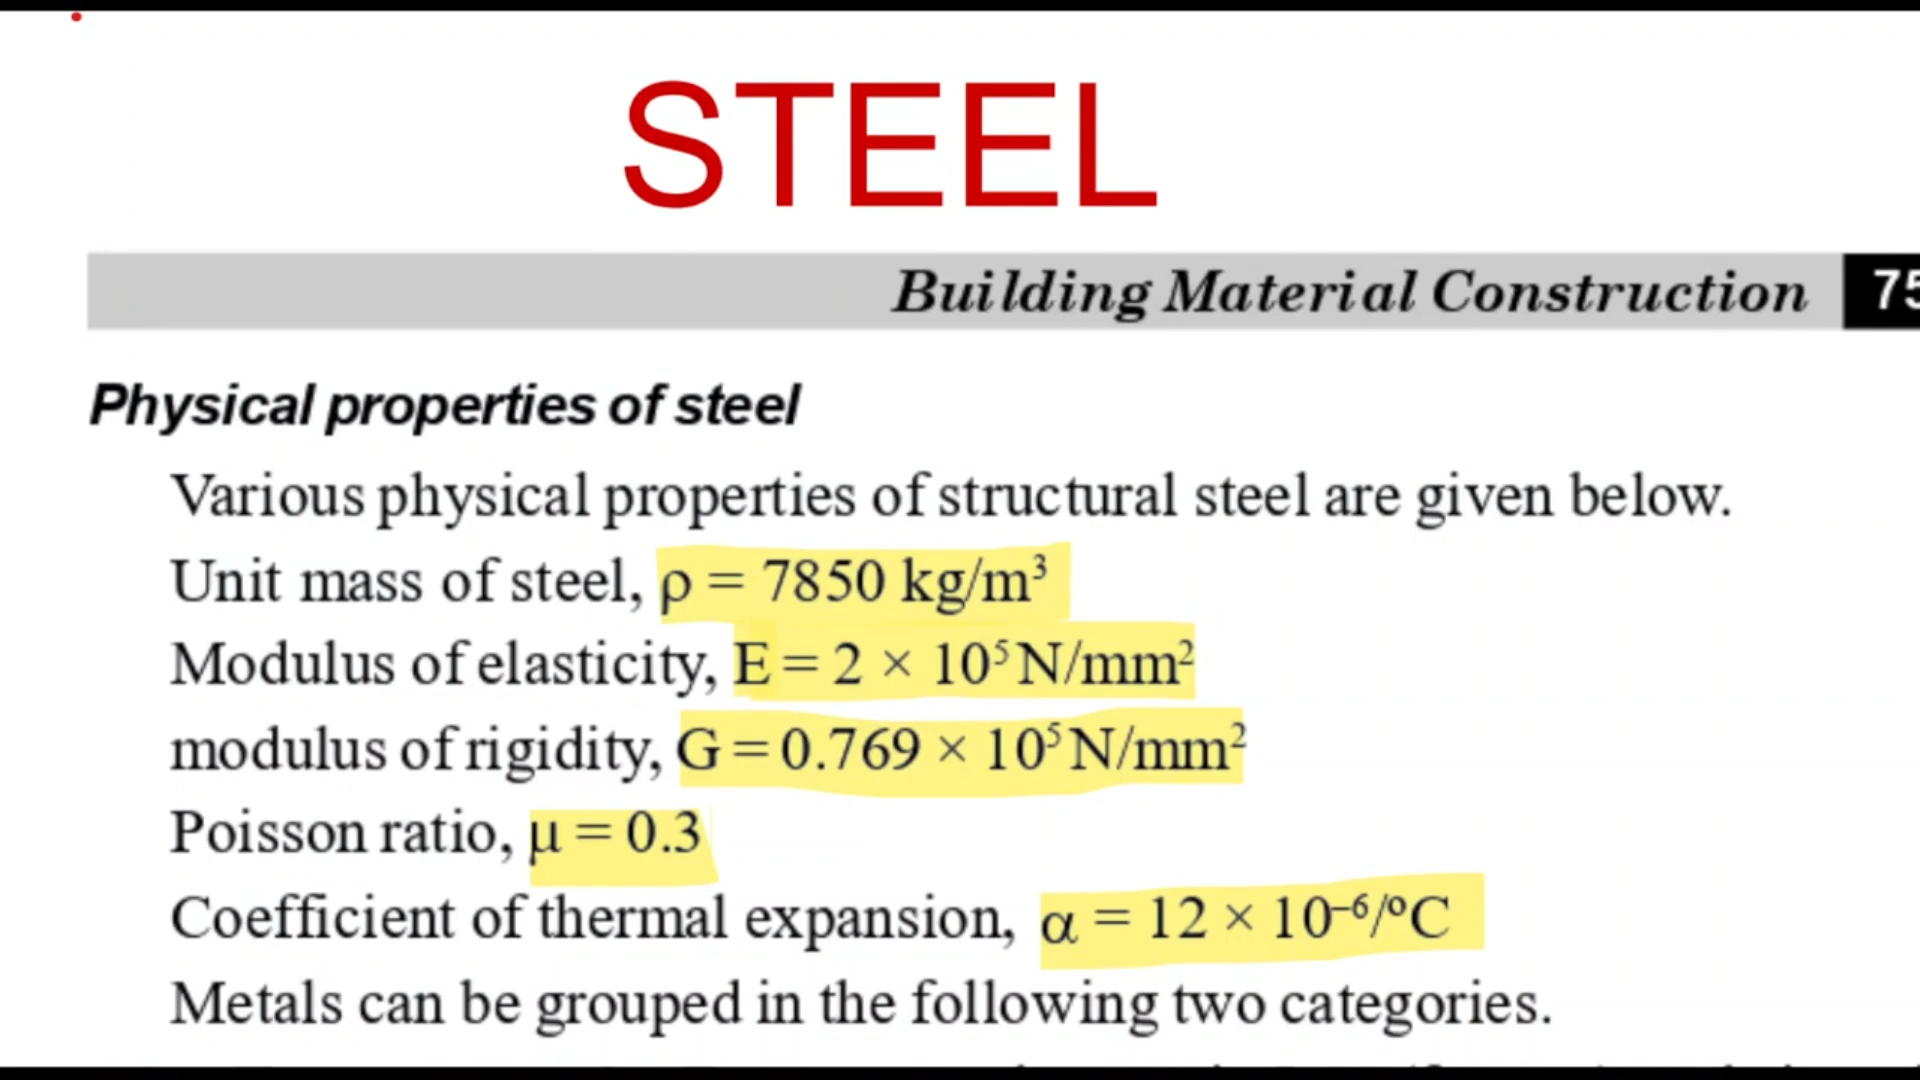 STEEL
Building Material Construction 75
Physical properties of steel
Various physical properties of structural steel are given below.
Unit mass of steel, ρ = 7850 kg/m³
Modulus of elasticity, E = 2 × 10⁵ N/mm²
modulus of rigidity, G = 0.769 × 10⁵ N/mm²
Poisson ratio, μ = 0.3
Coefficient of thermal expansion, α = 12 × 10⁻⁶/°C
Metals can be grouped in the following two categories.